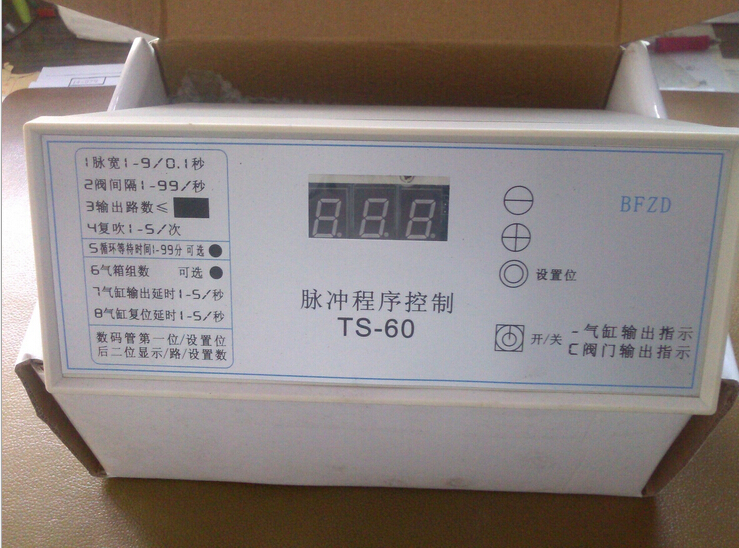 1脉宽1-9/0.1秒
2阀间隔1-99/秒
3输出路数≤
4复吹1-5/次
5循环等待时间1-99分 可选●
6气箱组数 可选●
7气缸输出延时1-5/秒
8气缸复位延时1-5/秒
数码管第一位/设置位
后二位显示/路/设置数
脉冲程序控制
TS-60
BFZD
设置位
开/关
-气缸输出指示
C阀门输出指示